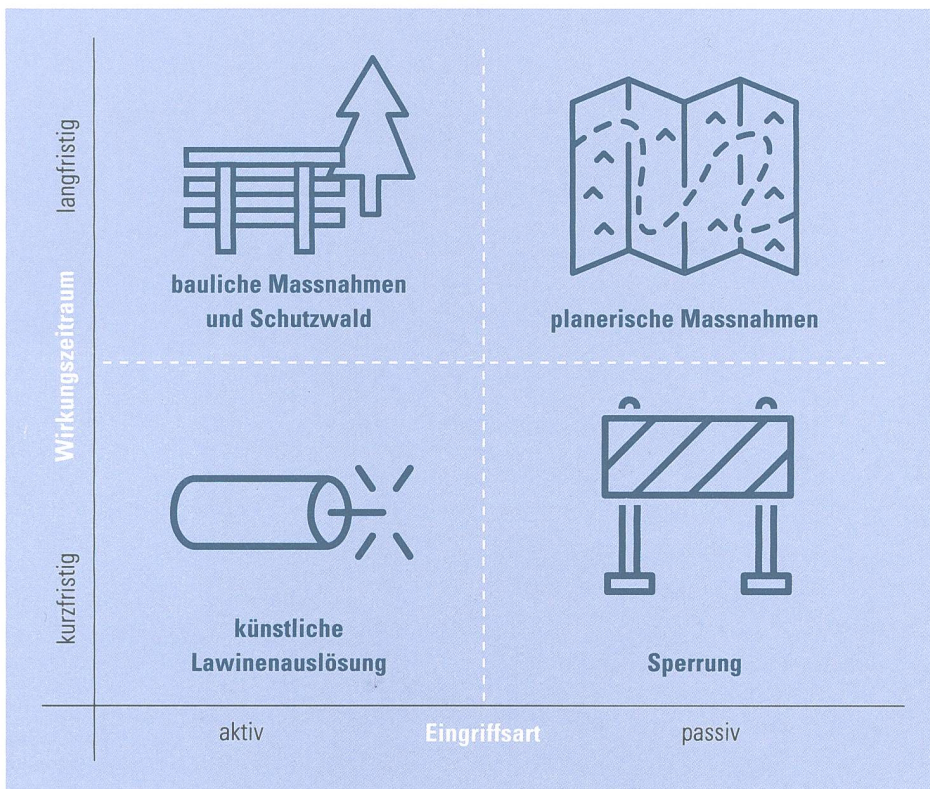 langfristig
bauliche Massnahmen
und Schutzwald
planerische Massnahmen
Wirkungszeitraum
kurzfristig
künstliche
Lawinenauslösung
Sperrung
aktiv
Eingriffsart
passiv